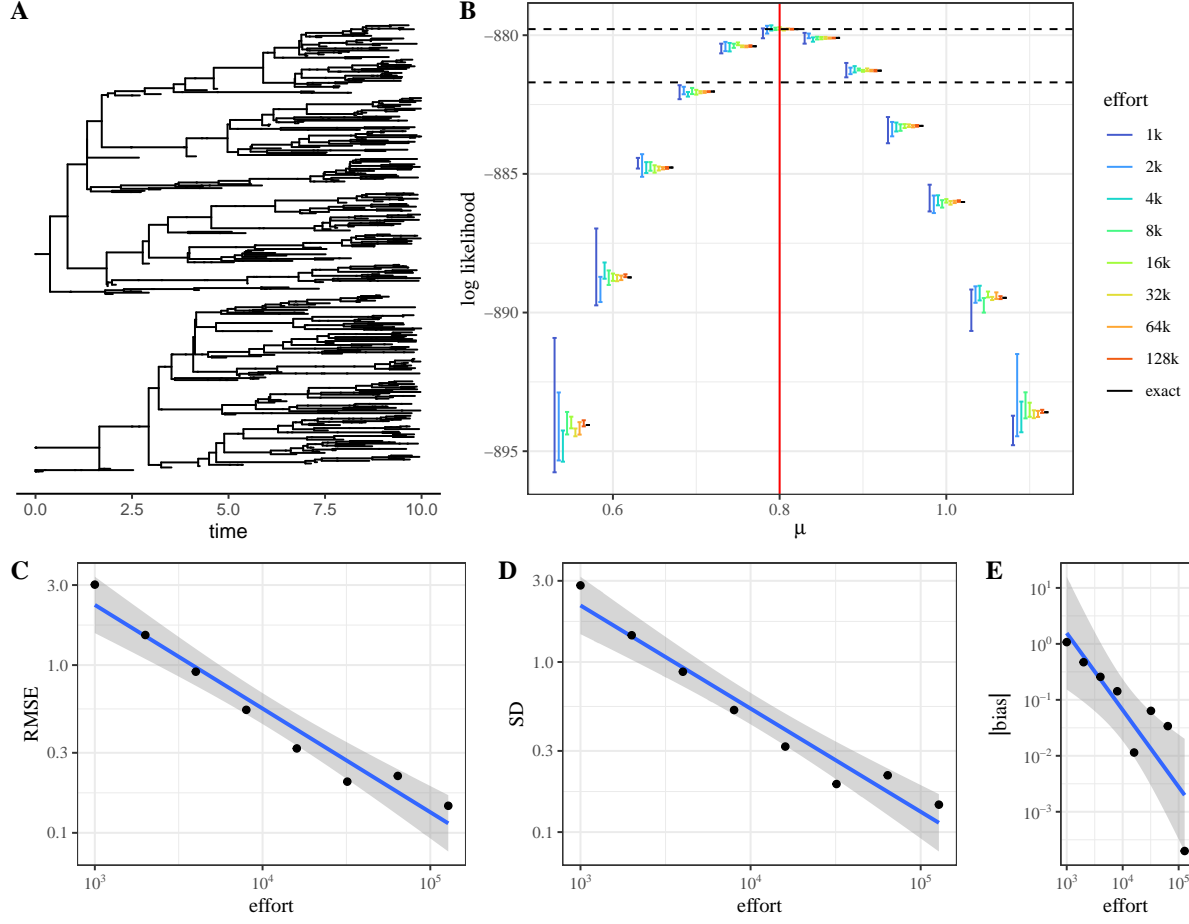 A
0.0 2.5 5.0 7.5 10.0
time
B
−880
−885
−890
−895
log likelihood
0.6 0.8 1.0
μ
effort
1k
2k
4k
8k
16k
32k
64k
128k
exact
C
3.0
1.0
0.3
0.1
RMSE
10³ 10⁴ 10⁵
effort
D
3.0
1.0
0.3
0.1
SD
10³ 10⁴ 10⁵
effort
E
10¹
10⁰
10⁻¹
10⁻²
10⁻³
|bias|
10³ 10⁴ 10⁵
effort